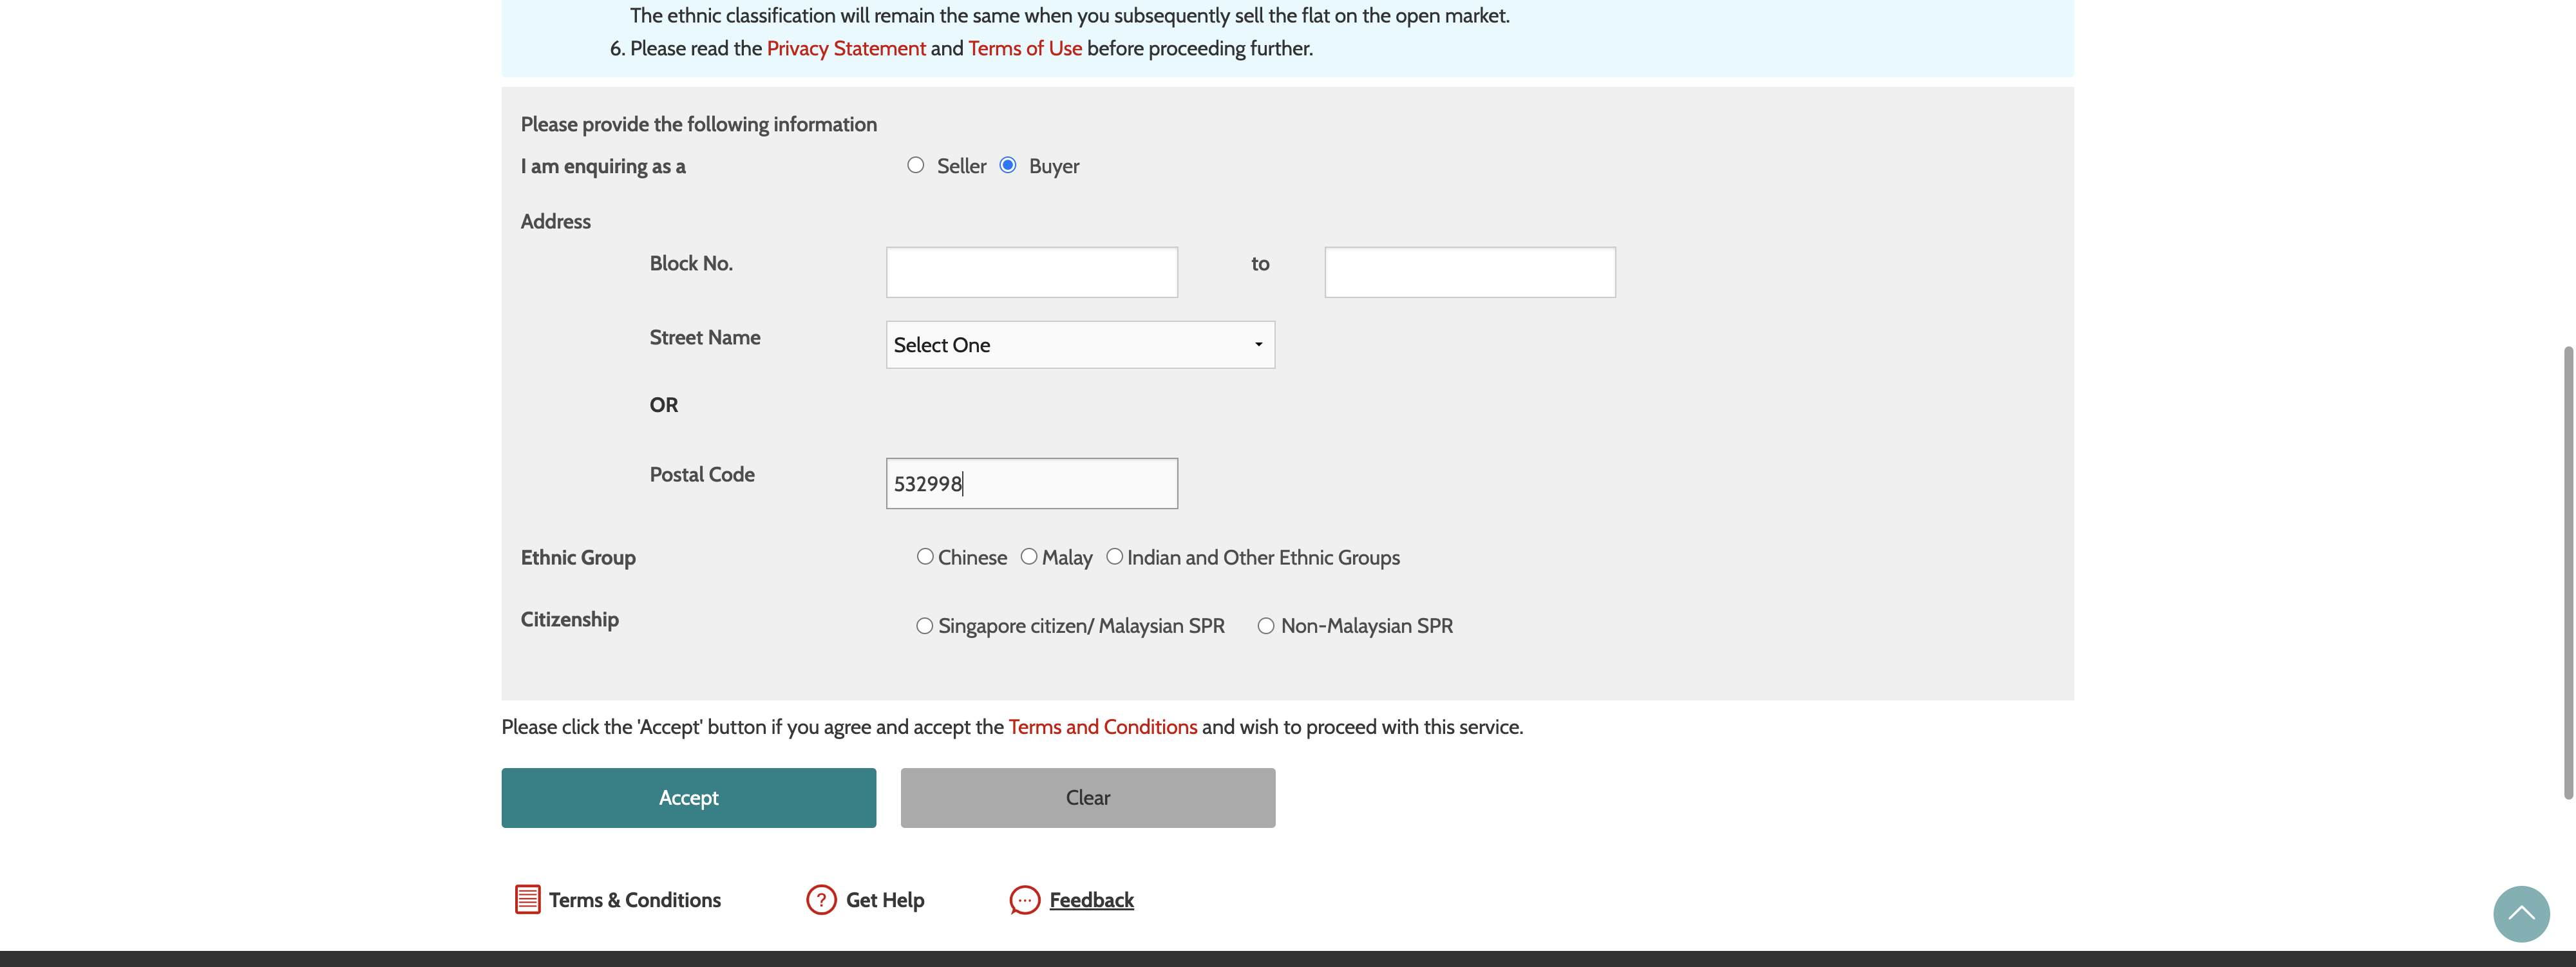 The ethnic classification will remain the same when you subsequently sell the flat on the open market.
6. Please read the Privacy Statement and Terms of Use before proceeding further.
Please provide the following information
I am enquiring as a Seller Buyer
Address
Block No. to
Street Name Select One
OR
Postal Code 532998
Ethnic Group Chinese Malay Indian and Other Ethnic Groups
Citizenship Singapore citizen/ Malaysian SPR Non-Malaysian SPR
Please click the 'Accept' button if you agree and accept the Terms and Conditions and wish to proceed with this service.
Accept Clear
Terms & Conditions ? Get Help Feedback